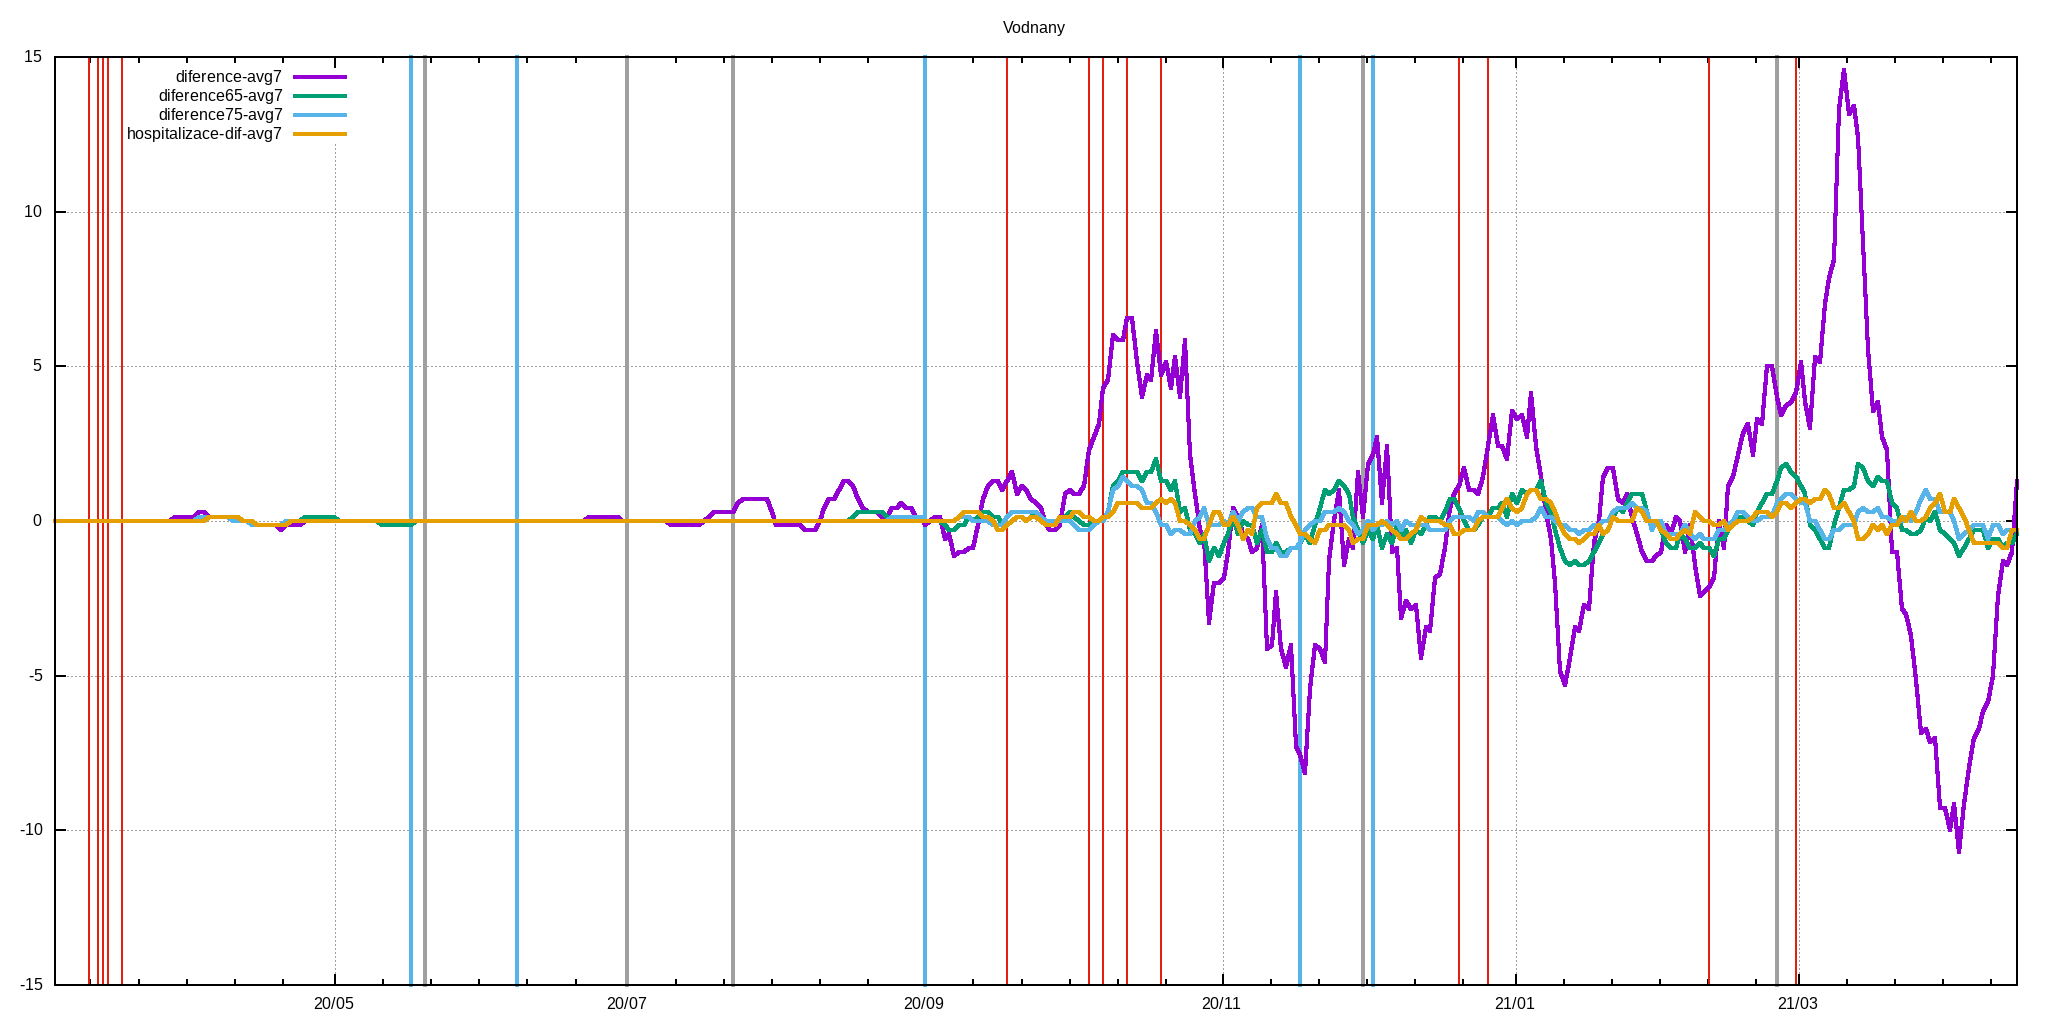 Vodnany
diference-avg7
diference65-avg7
diference75-avg7
hospitalizace-dif-avg7
15
10
5
0
-5
-10
-15
20/05 20/07 20/09 20/11 21/01 21/03